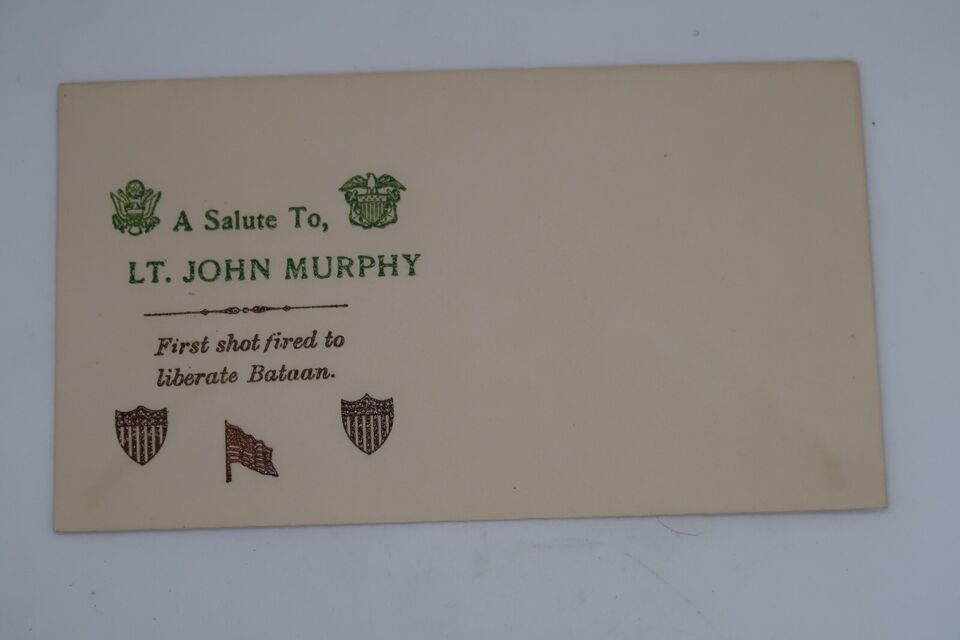 A Salute To,
LT. JOHN MURPHY
First shot fired to
liberate Bataan.